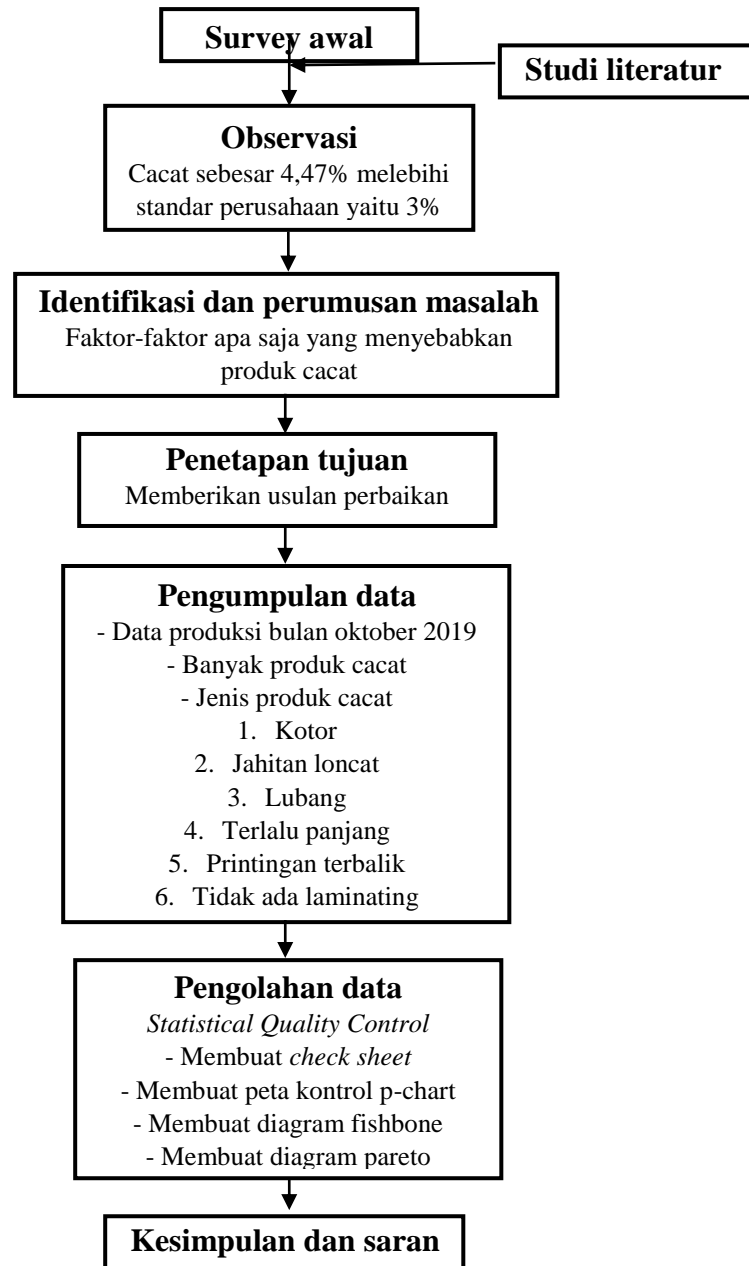 Survey awal
Studi literatur
Observasi
Cacat sebesar 4,47% melebihi
standar perusahaan yaitu 3%
Identifikasi dan perumusan masalah
Faktor-faktor apa saja yang menyebabkan
produk cacat
Penetapan tujuan
Memberikan usulan perbaikan
Pengumpulan data
- Data produksi bulan oktober 2019
- Banyak produk cacat
- Jenis produk cacat
1. Kotor
2. Jahitan loncat
3. Lubang
4. Terlalu panjang
5. Printingan terbalik
6. Tidak ada laminating
Pengolahan data
Statistical Quality Control
- Membuat check sheet
- Membuat peta kontrol p-chart
- Membuat diagram fishbone
- Membuat diagram pareto
Kesimpulan dan saran